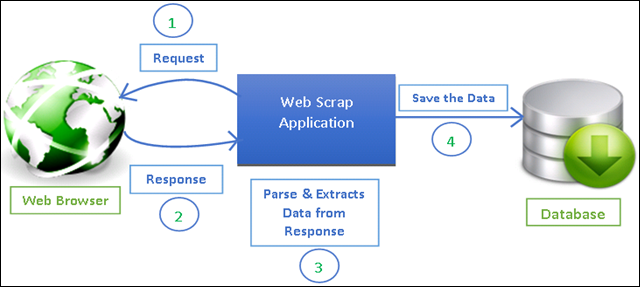 1
Request
Web Scrap
Application
Save the Data
4
Web Browser
Response
2
Parse & Extracts
Data from
Response
3
Database